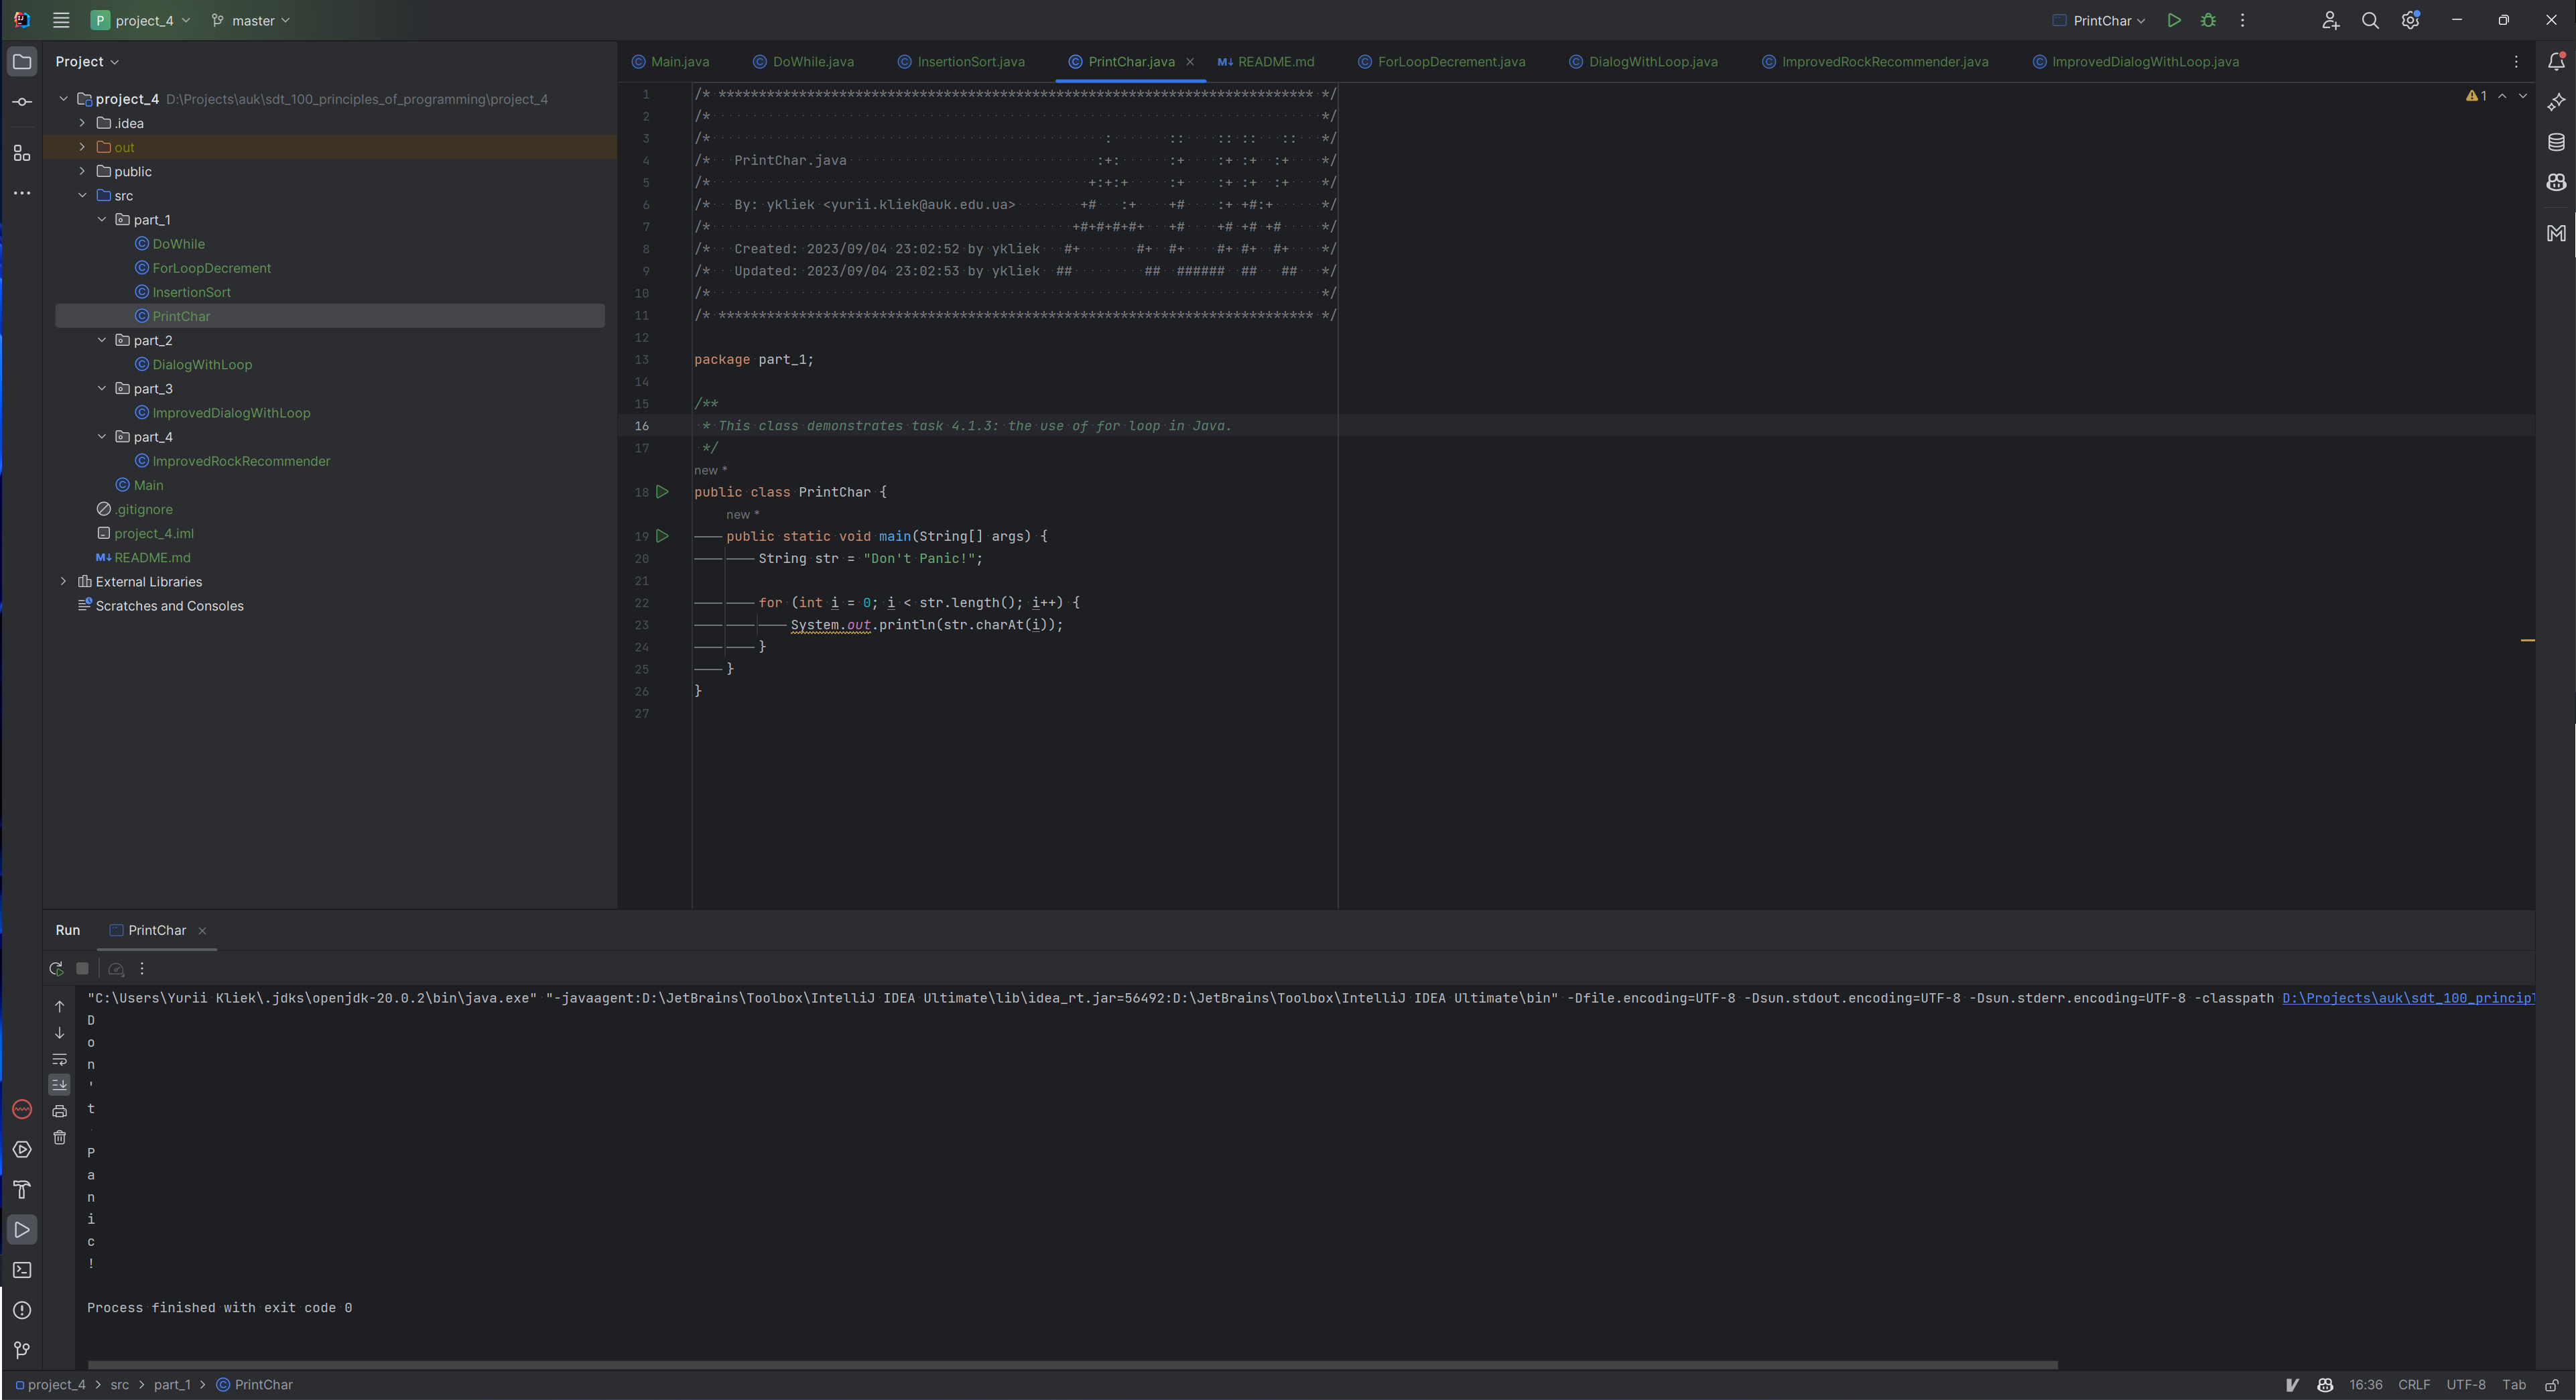 P project_4 master PrintChar
Project
Main.java DoWhile.java InsertionSort.java PrintChar.java README.md ForLoopDecrement.java DialogWithLoop.java ImprovedRockRecommender.java ImprovedDialogWithLoop.java
project_4 D:\Projects\auk\sdt_100_principles_of_programming\project_4
.idea
out
public
src
part_1
DoWhile
ForLoopDecrement
InsertionSort
PrintChar
part_2
DialogWithLoop
part_3
ImprovedDialogWithLoop
part_4
ImprovedRockRecommender
Main
.gitignore
project_4.iml
README.md
External Libraries
Scratches and Consoles
1
1 /* ************************************************************************** */
2 /*                                                                            */
3 /*                                                 :       ::    :: ::   ::   */
4 /*   PrintChar.java                               :+:      :+    :+ :+  :+    */
5 /*                                               +:+:+     :+    :+ :+  :+    */
6 /*   By: ykliek <yurii.kliek@auk.edu.ua>        +#   :+    +#    :+ +#:+      */
7 /*                                             +#+#+#+#+   +#    +# +# +#     */
8 /*   Created: 2023/09/04 23:02:52 by ykliek   #+       #+  #+    #+ #+  #+    */
9 /*   Updated: 2023/09/04 23:02:53 by ykliek  ##         ##  ######  ##   ##   */
10 /*                                                                            */
11 /* ************************************************************************** */
12
13 package part_1;
14
15 /**
16  * This class demonstrates task 4.1.3: the use of for loop in Java.
17  */
new *
18 public class PrintChar {
new *
19     public static void main(String[] args) {
20         String str = "Don't Panic!";
21
22         for (int i = 0; i < str.length(); i++) {
23             System.out.println(str.charAt(i));
24         }
25     }
26 }
27
Run PrintChar
"C:\Users\Yurii Kliek\.jdks\openjdk-20.0.2\bin\java.exe" "-javaagent:D:\JetBrains\Toolbox\IntelliJ IDEA Ultimate\lib\idea_rt.jar=56492:D:\JetBrains\Toolbox\IntelliJ IDEA Ultimate\bin" -Dfile.encoding=UTF-8 -Dsun.stdout.encoding=UTF-8 -Dsun.stderr.encoding=UTF-8 -classpath D:\Projects\auk\sdt_100_princip
D
o
n
'
t
P
a
n
i
c
!
Process finished with exit code 0
project_4 > src > part_1 > PrintChar 16:36 CRLF UTF-8 Tab